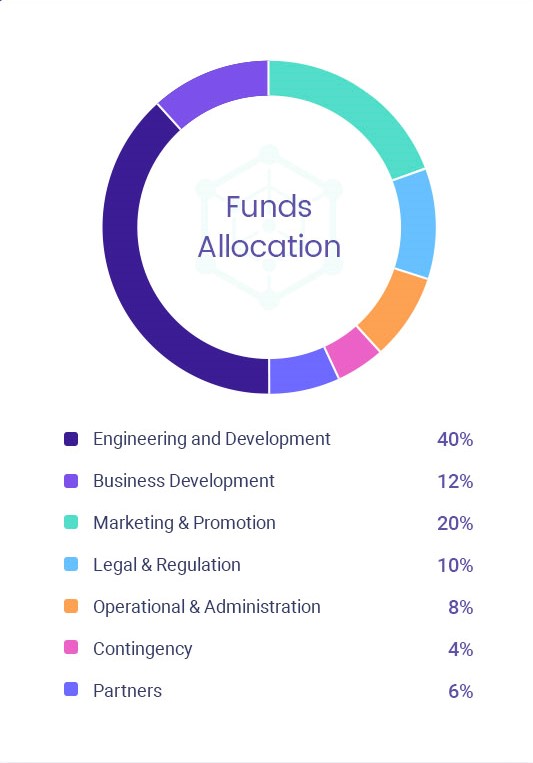 Funds
Allocation
Engineering and Development 40%
Business Development 12%
Marketing & Promotion 20%
Legal & Regulation 10%
Operational & Administration 8%
Contingency 4%
Partners 6%